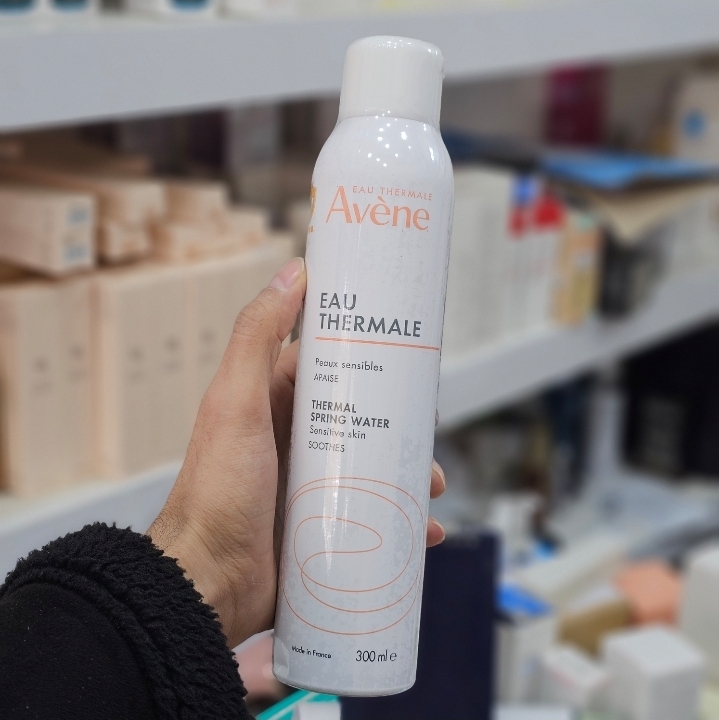 EAU THERMALE
Avène
EAU
THERMALE
Peaux sensibles
APAISE
THERMAL
SPRING WATER
Sensitive skin
SOOTHES
Made in France 300 ml e